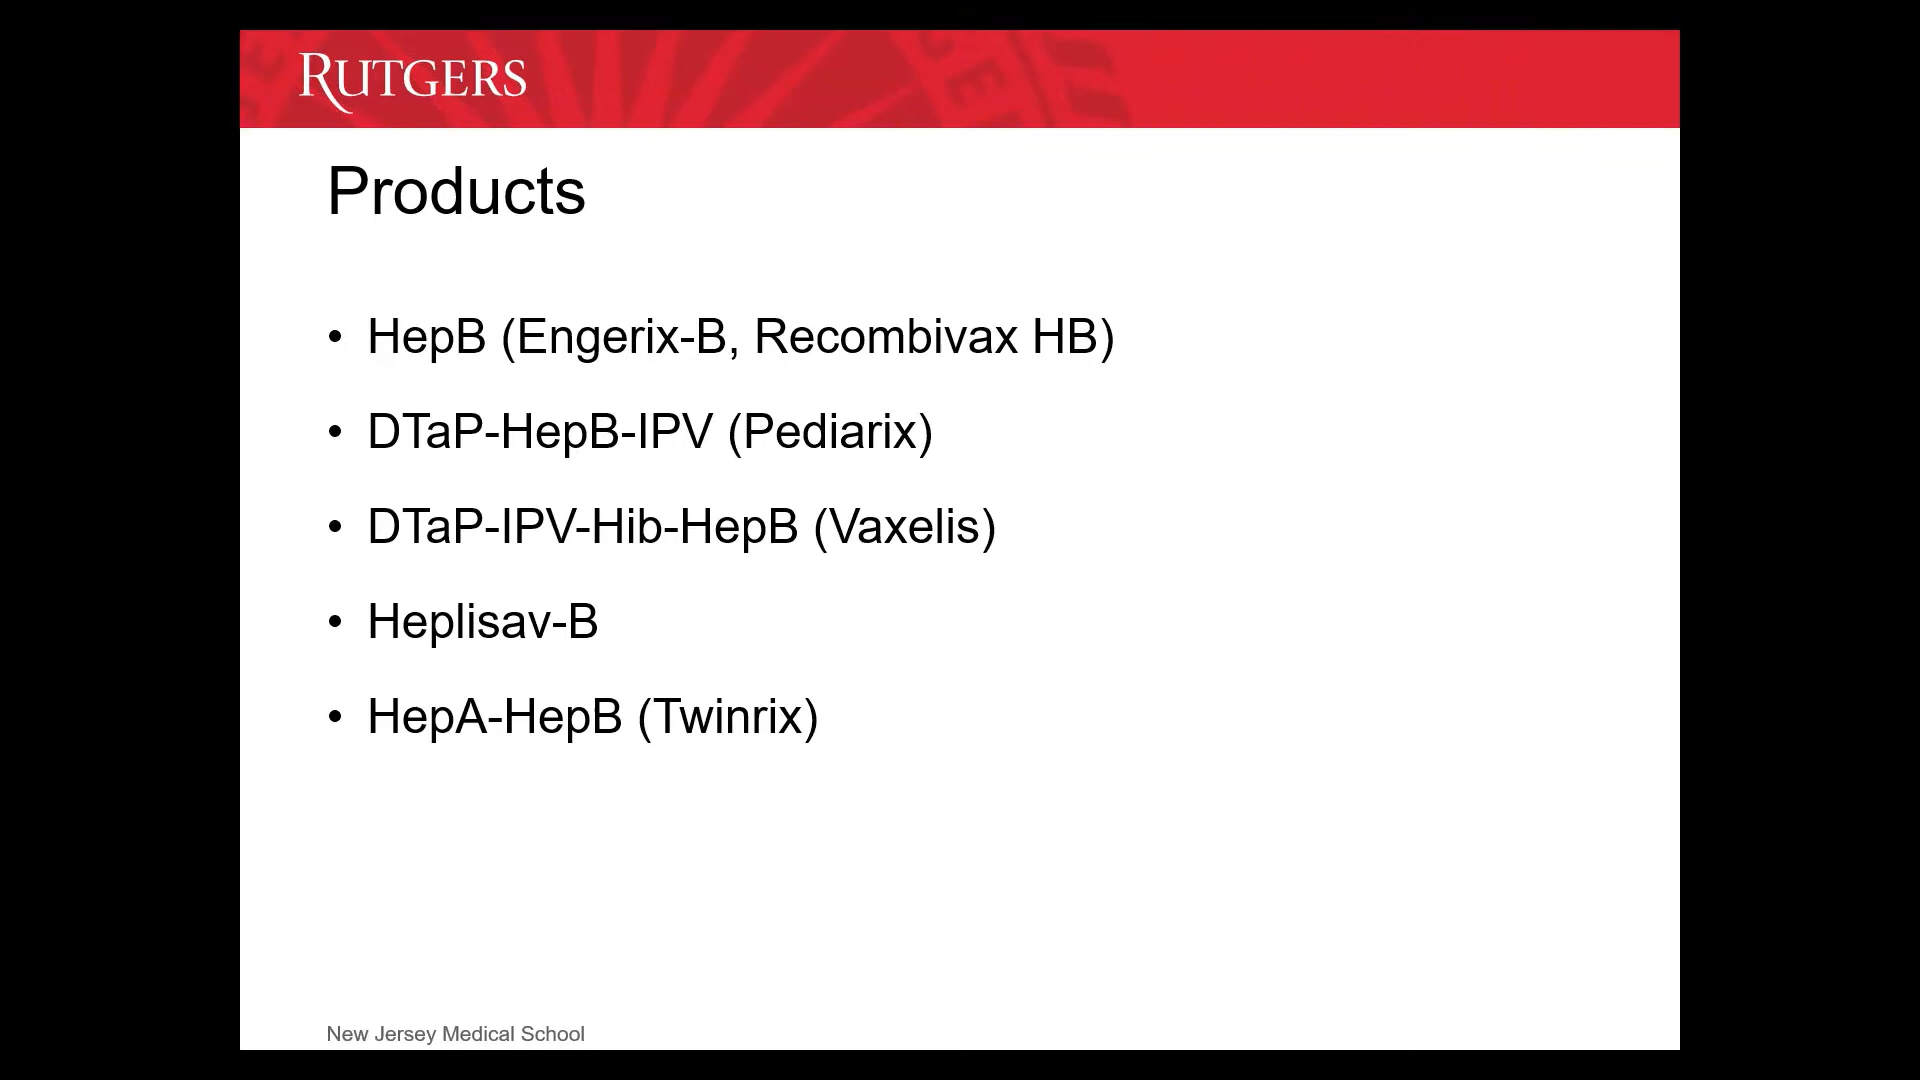 RUTGERS
Products
• HepB (Engerix-B, Recombivax HB)
• DTaP-HepB-IPV (Pediarix)
• DTaP-IPV-Hib-HepB (Vaxelis)
• Heplisav-B
• HepA-HepB (Twinrix)
New Jersey Medical School